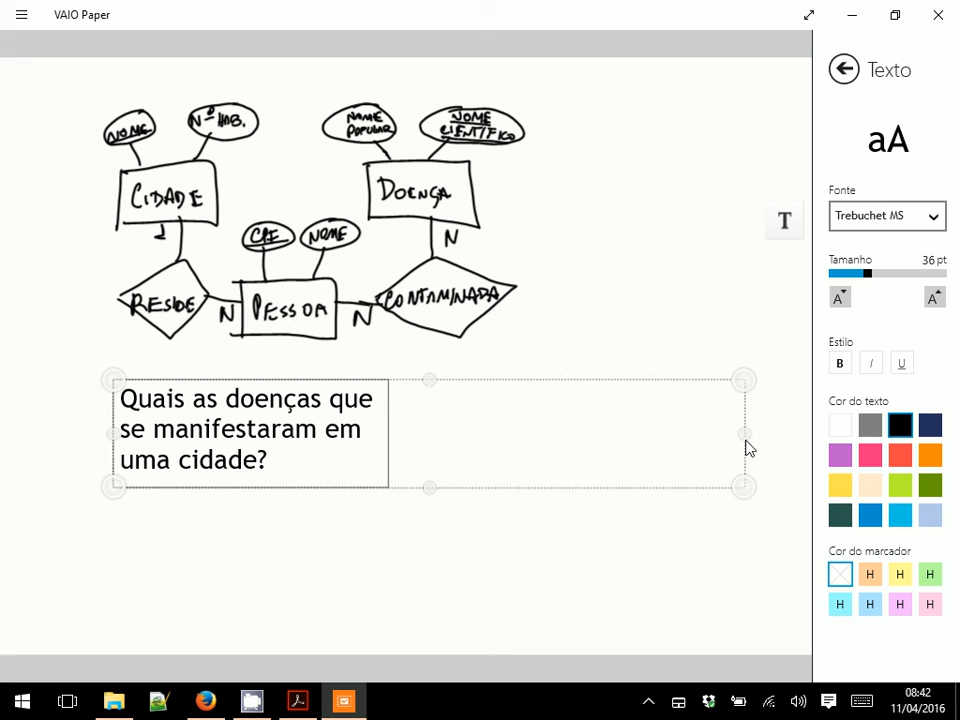 VAIO Paper
NOME
Nº HAB.
NOME POPULAR
NOME CIENTÍFICO
CIDADE
DOENÇA
1
CPF
NOME
N
RESIDE
N
PESSOA
N
CONTAMINADA
Quais as doenças que
se manifestaram em
uma cidade?
T
Texto
aA
Fonte
Trebuchet MS
Tamanho
36 pt
A
A
Estilo
B
I
U
Cor do texto
Cor do marcador
H
H
H
H
H
H
H
08:42
11/04/2016